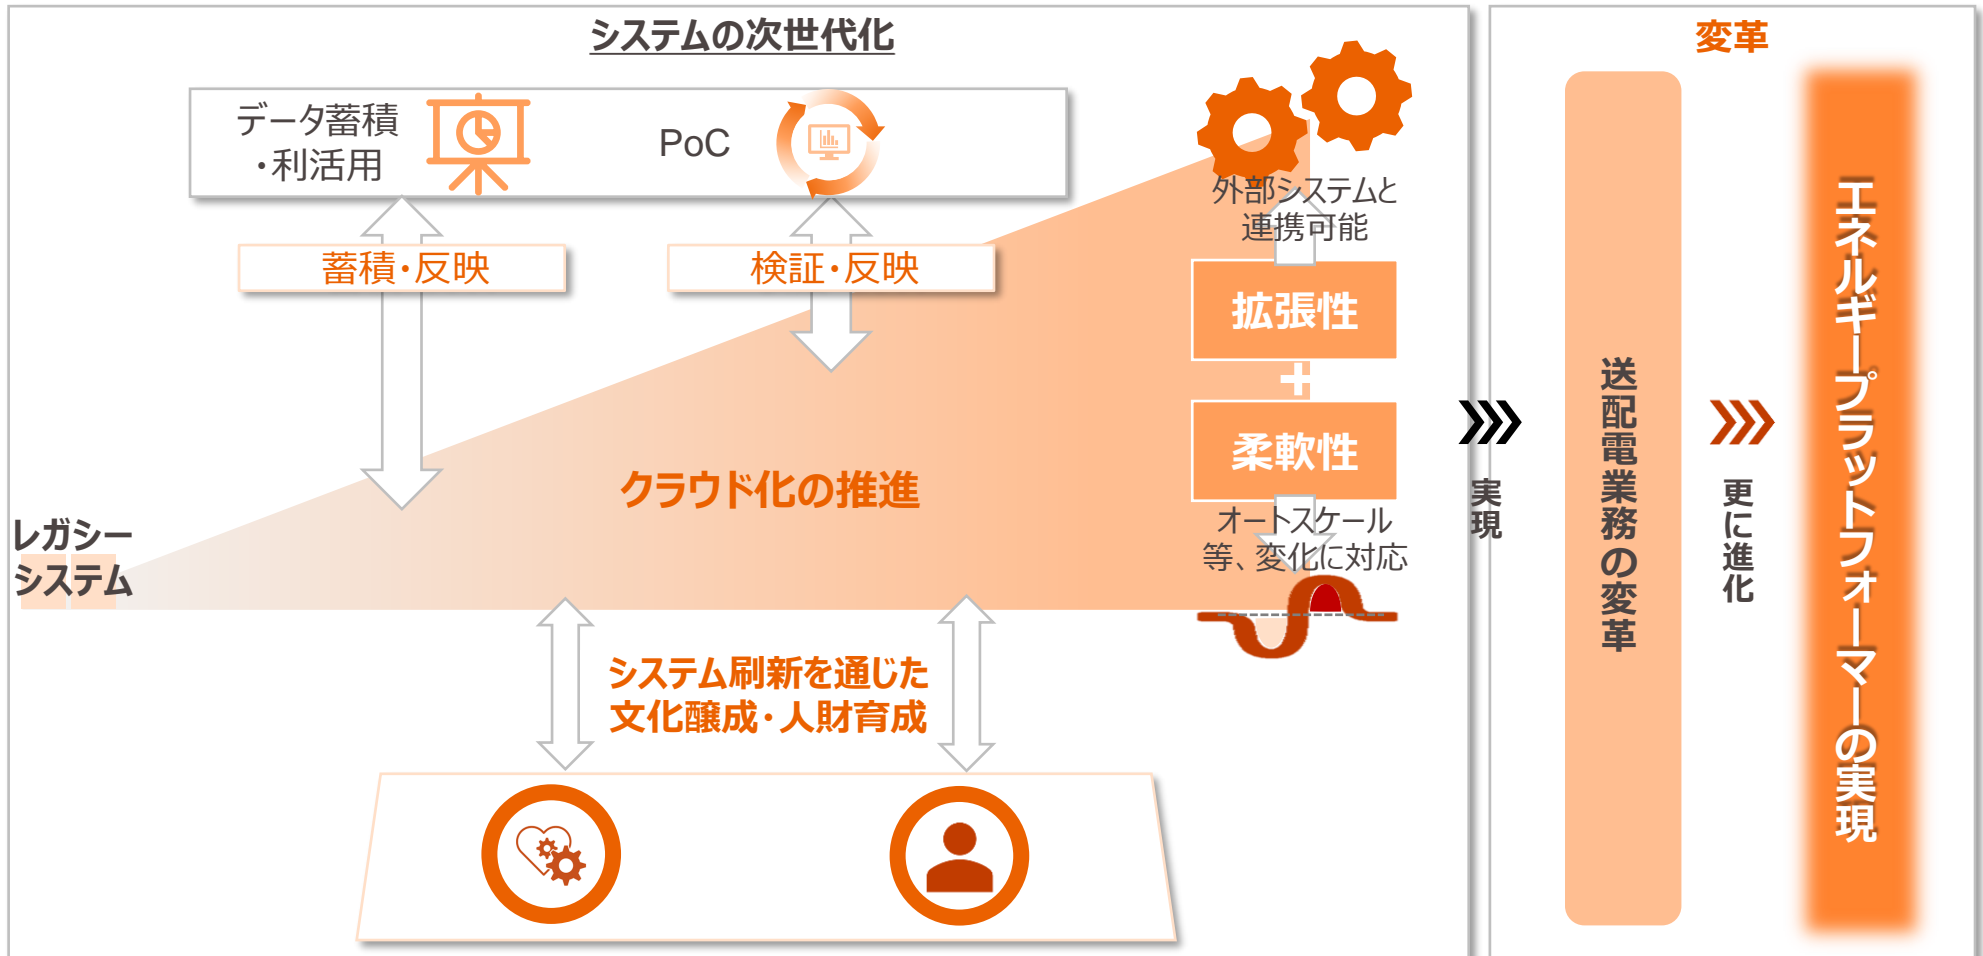 システムの次世代化
データ蓄積
・利活用
PoC
蓄積・反映
検証・反映
外部システムと
連携可能
拡張性
+
柔軟性
オートスケール
等、変化に対応
クラウド化の推進
レガシー
システム
システム刷新を通じた
文化醸成・人財育成
実現
変革
送配電業務の変革
更に進化
エネルギープラットフォーマーの実現